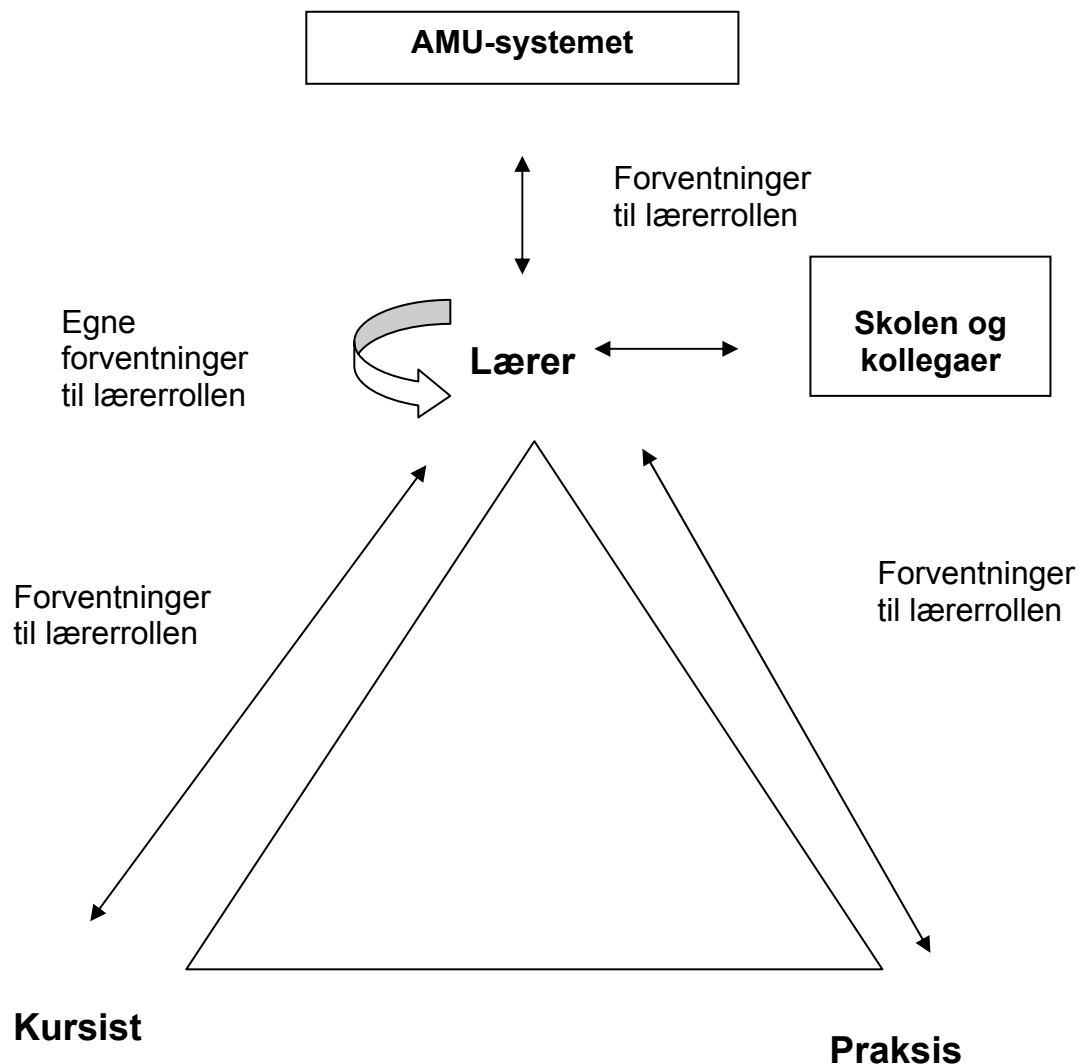 AMU-systemet
Forventninger
til lærerrollen
Egne
forventninger
til lærerrollen
Lærer
Skolen og
kollegaer
Forventninger
til lærerrollen
Forventninger
til lærerrollen
Kursist
Praksis